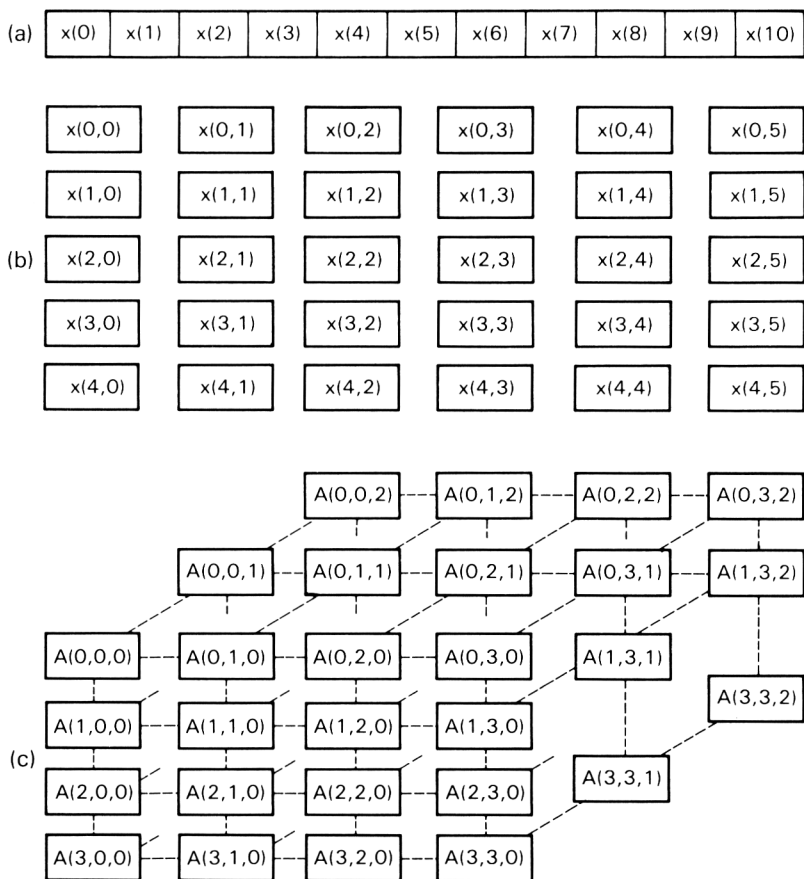 (a) x(0) x(1) x(2) x(3) x(4) x(5) x(6) x(7) x(8) x(9) x(10)
x(0,0) x(0,1) x(0,2) x(0,3) x(0,4) x(0,5)
x(1,0) x(1,1) x(1,2) x(1,3) x(1,4) x(1,5)
(b) x(2,0) x(2,1) x(2,2) x(2,3) x(2,4) x(2,5)
x(3,0) x(3,1) x(3,2) x(3,3) x(3,4) x(3,5)
x(4,0) x(4,1) x(4,2) x(4,3) x(4,4) x(4,5)
A(0,0,2) A(0,1,2) A(0,2,2) A(0,3,2)
A(0,0,1) A(0,1,1) A(0,2,1) A(0,3,1) A(1,3,2)
A(0,0,0) A(0,1,0) A(0,2,0) A(0,3,0) A(1,3,1)
A(3,3,2)
A(1,0,0) A(1,1,0) A(1,2,0) A(1,3,0)
(c)
A(3,3,1)
A(2,0,0) A(2,1,0) A(2,2,0) A(2,3,0)
A(3,0,0) A(3,1,0) A(3,2,0) A(3,3,0)